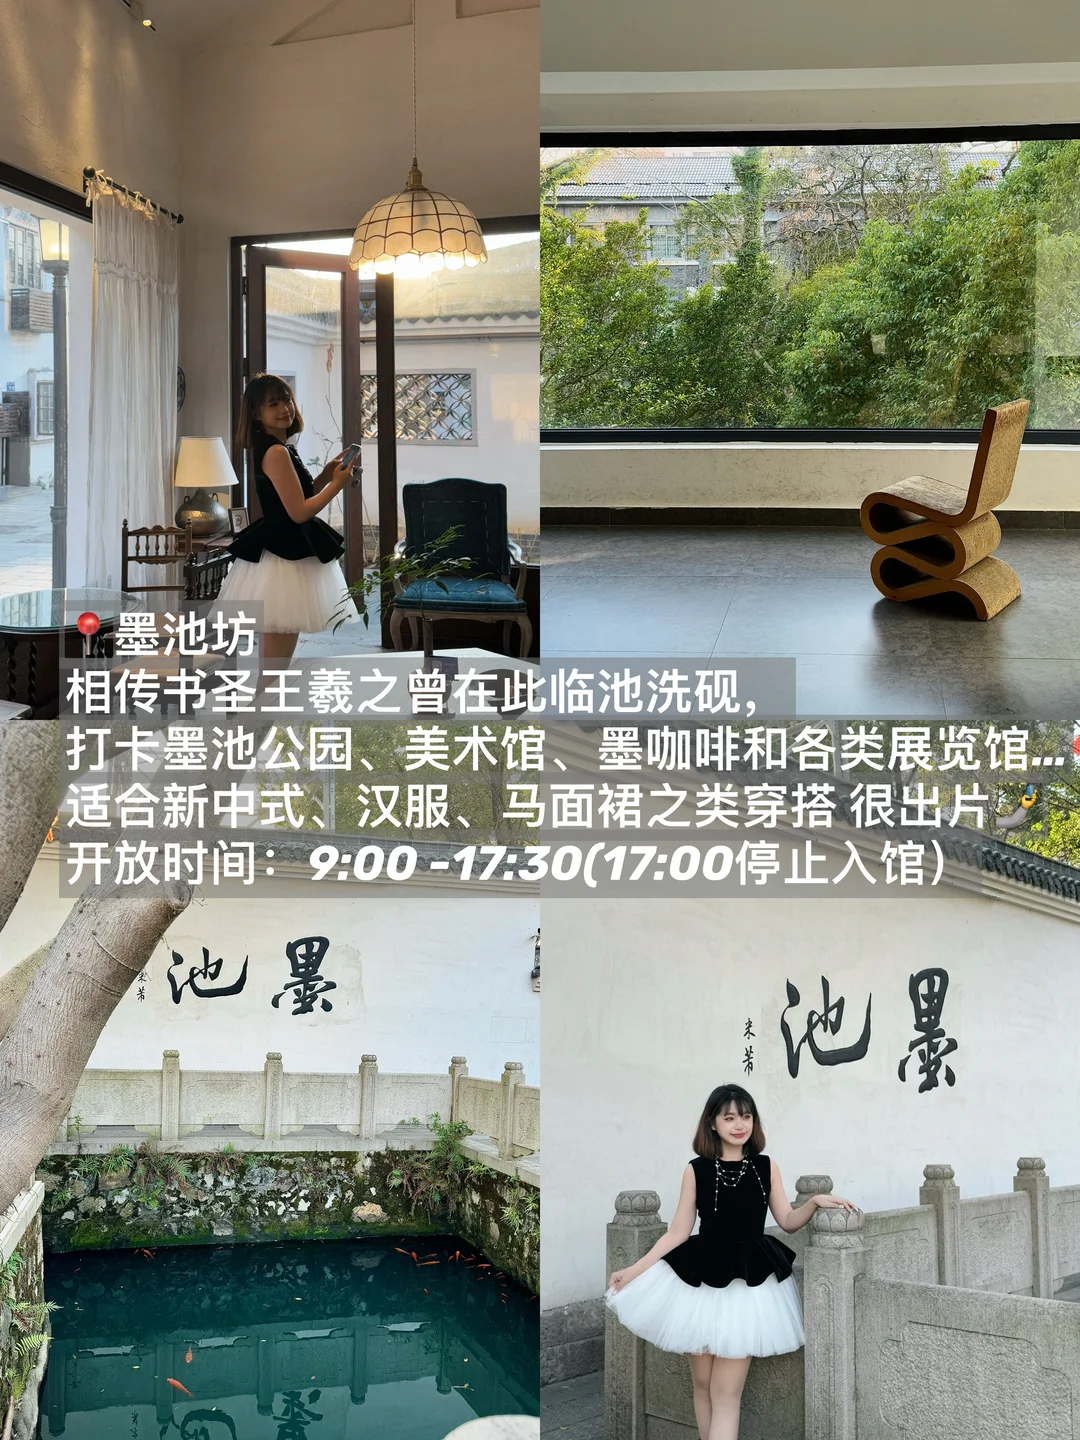 📍墨池坊
相传书圣王羲之曾在此临池洗砚，
打卡墨池公园、美术馆、墨咖啡和各类展览馆...
适合新中式、汉服、马面裙之类穿搭 很出片
开放时间：9:00 -17:30(17:00停止入馆）
墨池
米芾
墨池
米芾